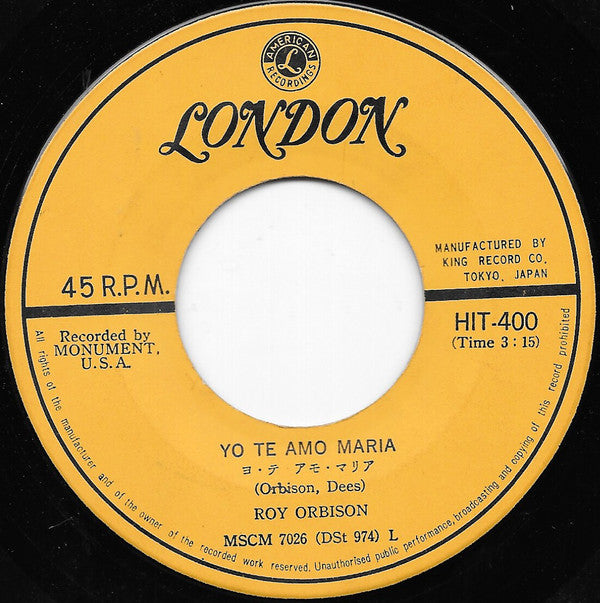 AMERICAN
L
RECORDINGS
LONDON
MANUFACTURED BY
KING RECORD CO.
TOKYO, JAPAN
45 R.P.M.
HIT-400
(Time 3 : 15)
Recorded by
MONUMENT,
U.S.A.
YO TE AMO MARIA
ヨ・テ アモ・マリア
(Orbison, Dees)
ROY ORBISON
MSCM 7026 (DSt 974) L
All rights of the manufacturer and of the owner of the recorded work reserved. Unauthorised public performance, broadcasting and copying of this record prohibited